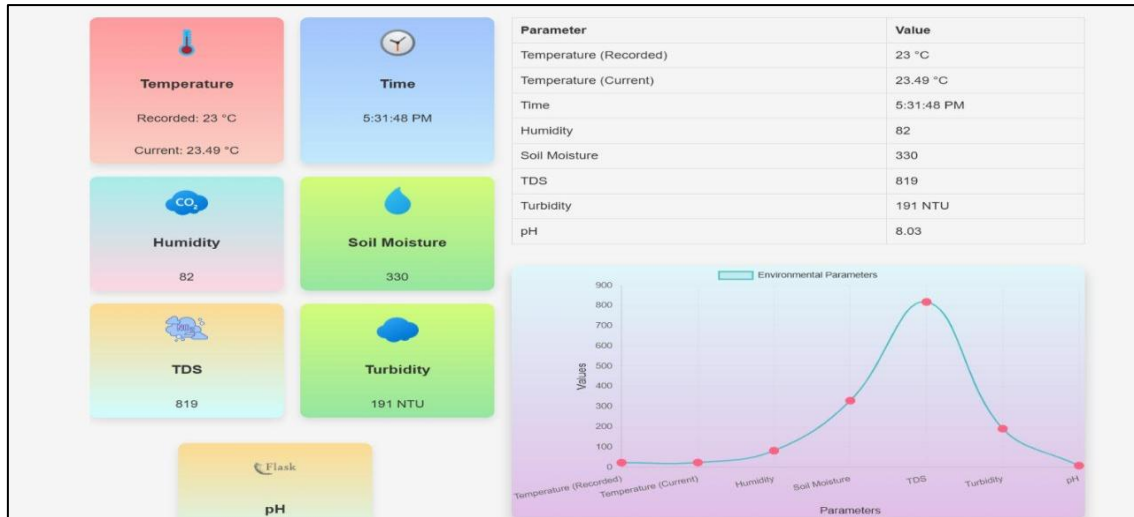 Temperature
Recorded: 23 °C
Current: 23.49 °C
Time
5:31:48 PM
CO2
Humidity
82
Soil Moisture
330
TDS
819
Turbidity
191 NTU
Flask
pH
Parameter Value
Temperature (Recorded) 23 °C
Temperature (Current) 23.49 °C
Time 5:31:48 PM
Humidity 82
Soil Moisture 330
TDS 819
Turbidity 191 NTU
pH 8.03
Environmental Parameters
Values
900
800
700
600
500
400
300
200
100
0
Temperature (Recorded)
Temperature (Current)
Humidity
Soil Moisture
TDS
Turbidity
pH
Parameters